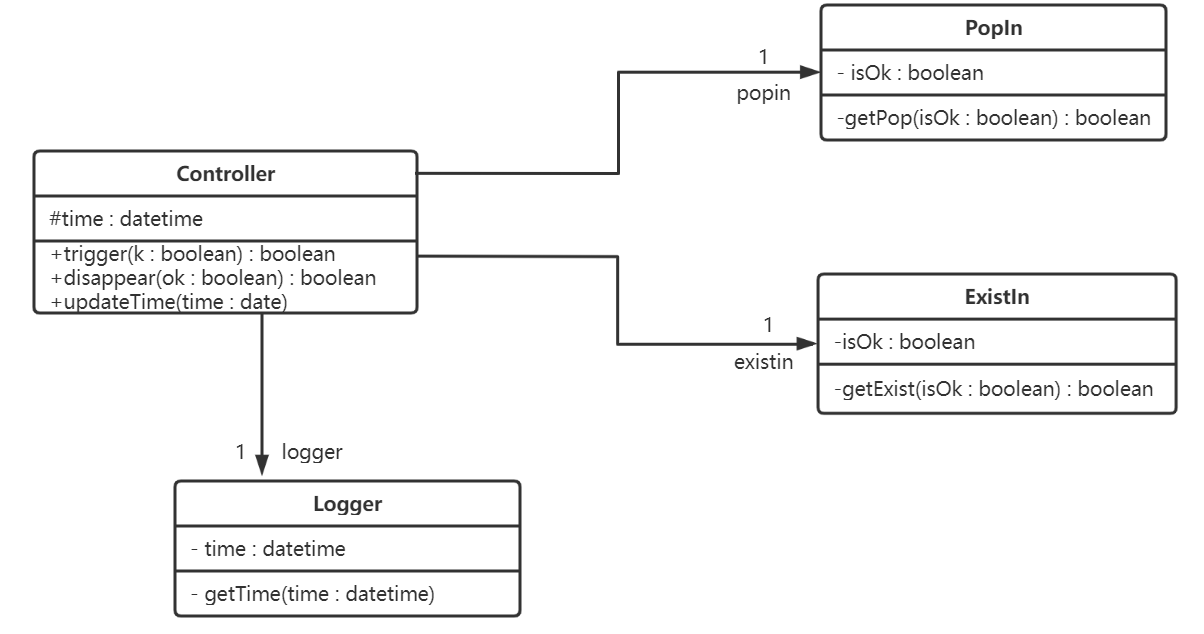 PopIn
- isOk : boolean
-getPop(isOk : boolean) : boolean
1
popin
Controller
#time : datetime
+trigger(k : boolean) : boolean
+disappear(ok : boolean) : boolean
+updateTime(time : date)
ExistIn
-isOk : boolean
-getExist(isOk : boolean) : boolean
1
existin
1 logger
Logger
- time : datetime
- getTime(time : datetime)